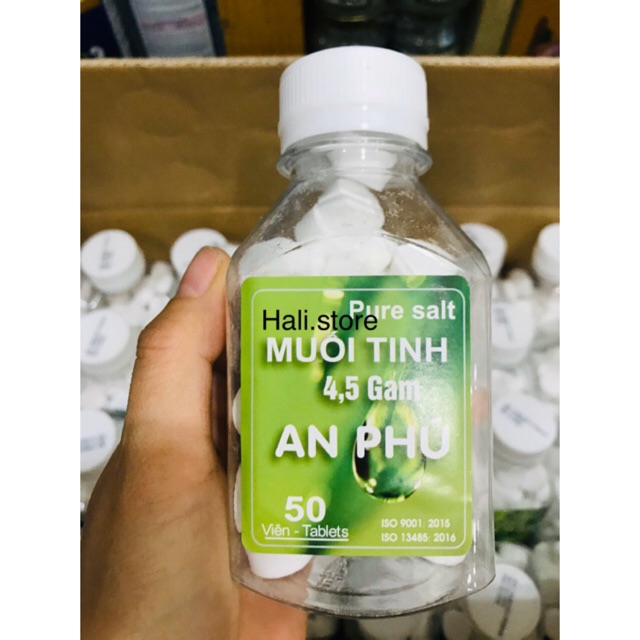 Pure salt
Hali.store
MUỐI TINH
4,5 Gam
AN PHÚ
50
Viên - Tablets
ISO 9001: 2015
ISO 13485: 2016